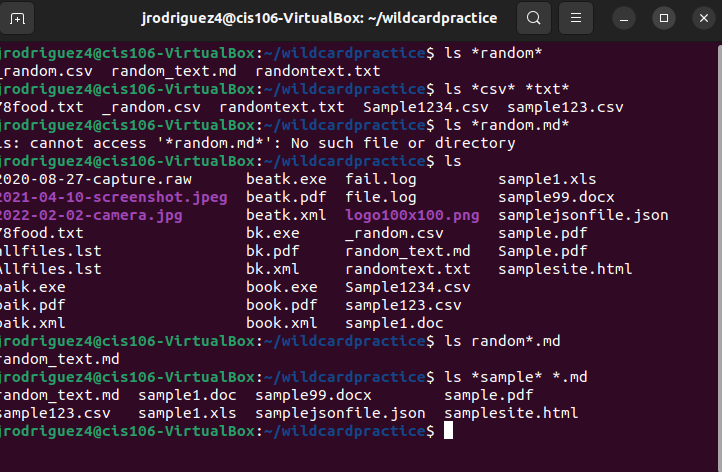 jrodriguez4@cis106-VirtualBox: ~/wildcardpractice
jrodriguez4@cis106-VirtualBox:~/wildcardpractice$ ls *random*
_random.csv  random_text.md  randomtext.txt
jrodriguez4@cis106-VirtualBox:~/wildcardpractice$ ls *csv* *txt*
78food.txt  _random.csv  randomtext.txt  Sample1234.csv  sample123.csv
jrodriguez4@cis106-VirtualBox:~/wildcardpractice$ ls *random.md*
ls: cannot access '*random.md*': No such file or directory
jrodriguez4@cis106-VirtualBox:~/wildcardpractice$ ls
2020-08-27-capture.raw      beatk.exe  fail.log        sample1.xls
2021-04-10-screenshot.jpeg  beatk.pdf  file.log        sample99.docx
2022-02-02-camera.jpg       beatk.xml  logo100x100.png  samplejsonfile.json
78food.txt                  bk.exe     _random.csv     sample.pdf
allfiles.lst                bk.pdf     random_text.md  Sample.pdf
Allfiles.lst                bk.xml     randomtext.txt  samplesite.html
baik.exe                    book.exe   Sample1234.csv
baik.pdf                    book.pdf   sample123.csv
baik.xml                    book.xml   sample1.doc
jrodriguez4@cis106-VirtualBox:~/wildcardpractice$ ls random*.md
random_text.md
jrodriguez4@cis106-VirtualBox:~/wildcardpractice$ ls *sample* *.md
random_text.md  sample1.doc  sample99.docx        sample.pdf
sample123.csv   sample1.xls  samplejsonfile.json  samplesite.html
jrodriguez4@cis106-VirtualBox:~/wildcardpractice$